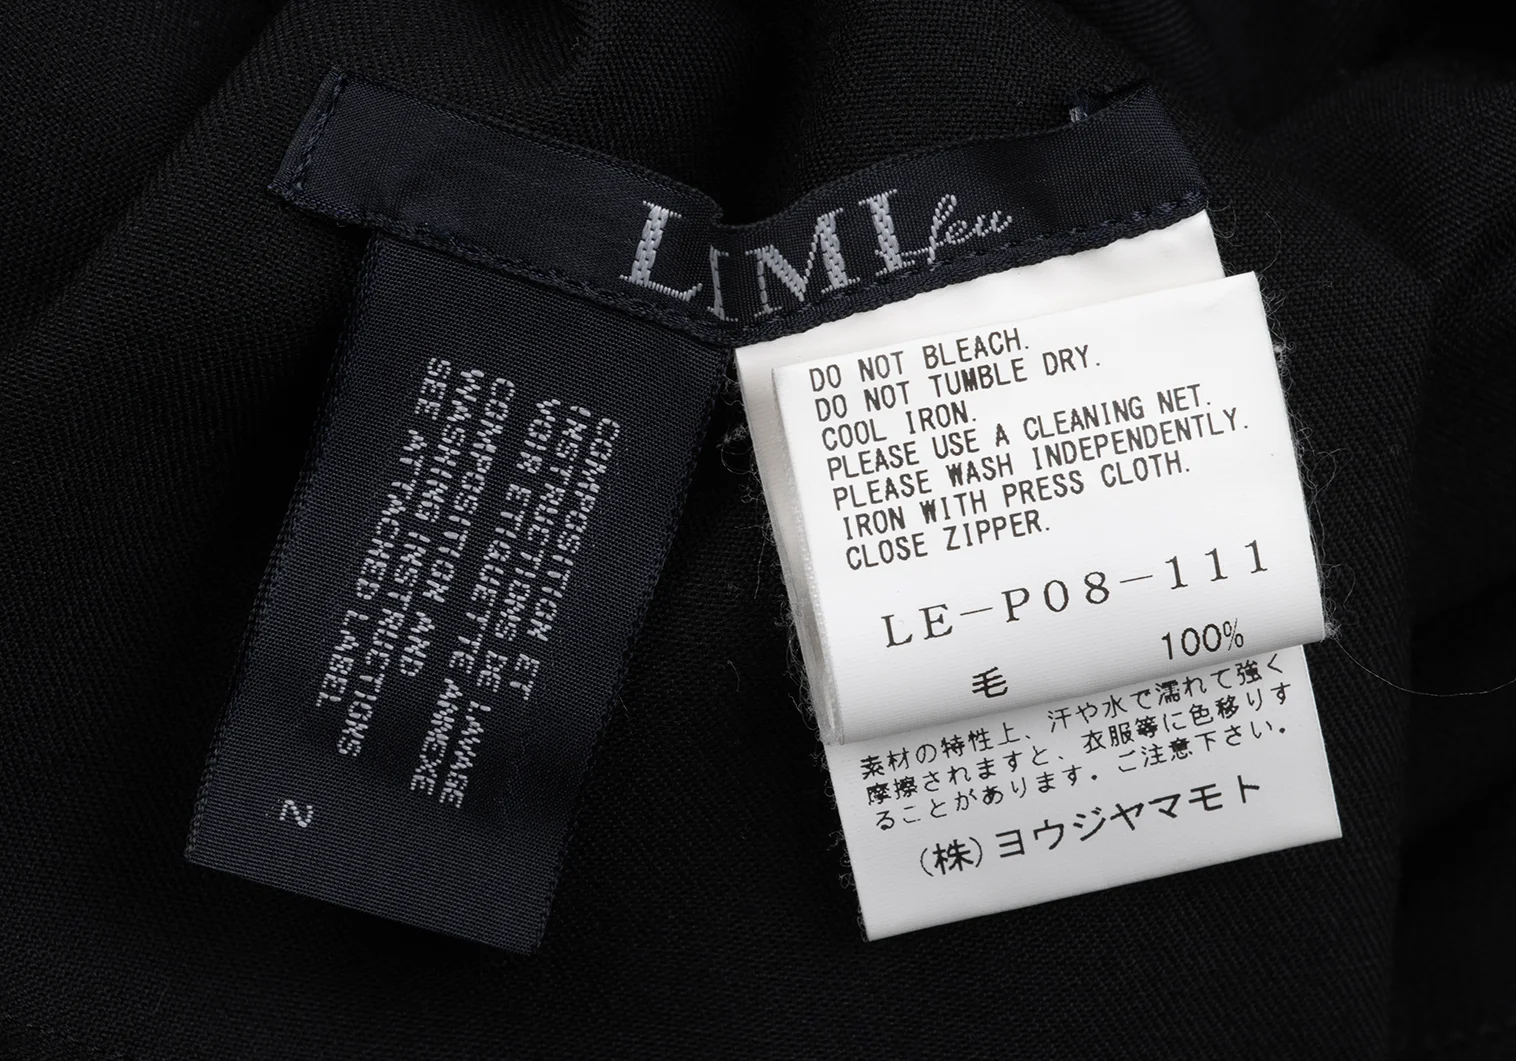 LIMI feu
COMPOSITION ET
INSTRUCTIONS DE LAVAGE
VOIR ETIQUETTE ANNEXE
COMPOSITION AND
WASHING INSTRUCTIONS
SEE ATTACHED LABEL
2
DO NOT BLEACH.
DO NOT TUMBLE DRY.
COOL IRON.
PLEASE USE A CLEANING NET.
PLEASE WASH INDEPENDENTLY.
IRON WITH PRESS CLOTH.
CLOSE ZIPPER.
LE-P08-111
毛 100%
素材の特性上、汗や水で濡れて強く
摩擦されますと、衣服等に色移りす
ることがあります。ご注意下さい。
(株)ヨウジヤマモト